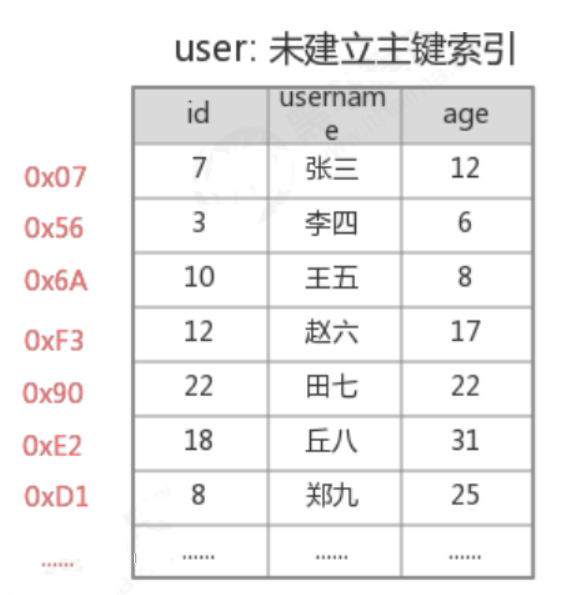 user: 未建立主键索引
id usernam
e age
0x07 7 张三 12
0x56 3 李四 6
0x6A 10 王五 8
0xF3 12 赵六 17
0x90 22 田七 22
0xE2 18 丘八 31
0xD1 8 郑九 25
...... ...... ...... ......